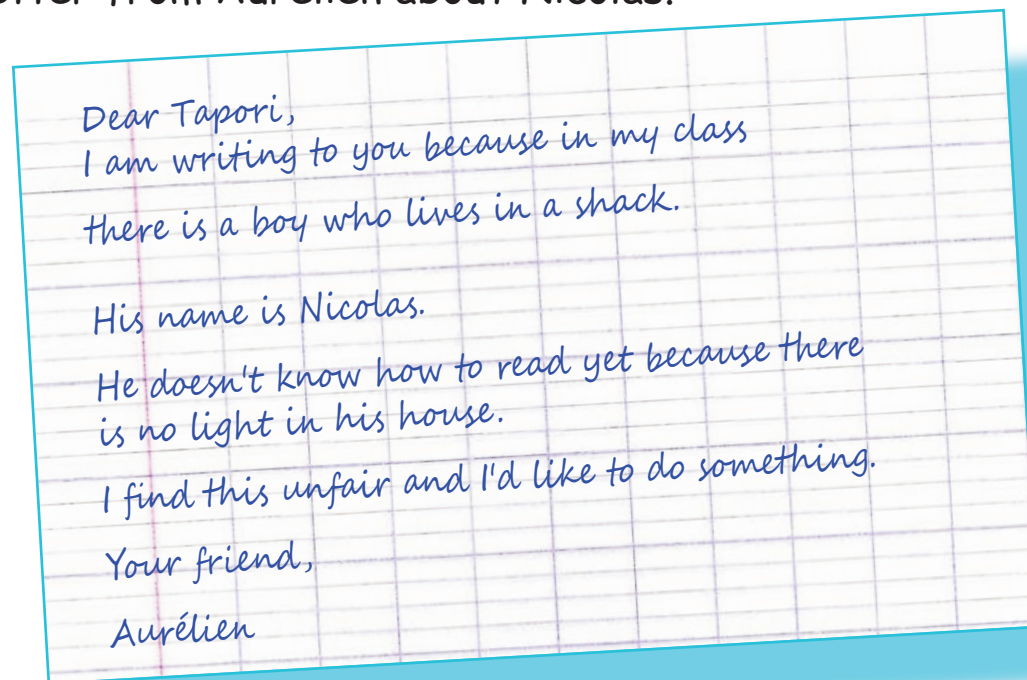 from Aurélien about Nicolas.
Dear Tapori,
I am writing to you because in my class
there is a boy who lives in a shack.
His name is Nicolas.
He doesn't know how to read yet because there
is no light in his house.
I find this unfair and I'd like to do something.
Your friend,
Aurélien